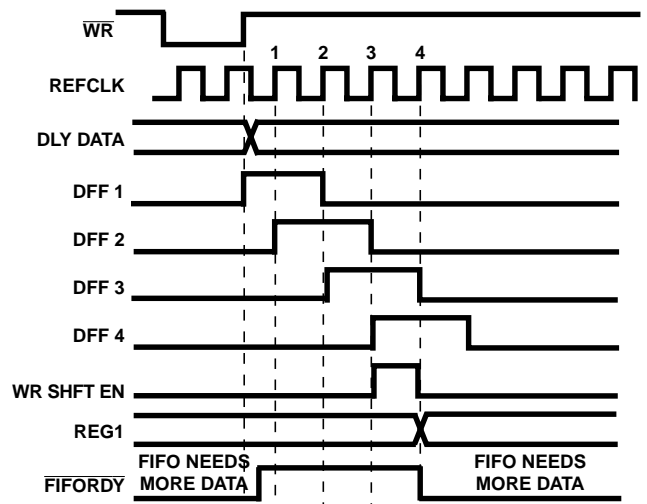 WR
1 2 3 4
REFCLK
DLY DATA
DFF 1
DFF 2
DFF 3
DFF 4
WR SHFT EN
REG1
FIFO NEEDS
MORE DATA
FIFO NEEDS
MORE DATA
FIFORDY